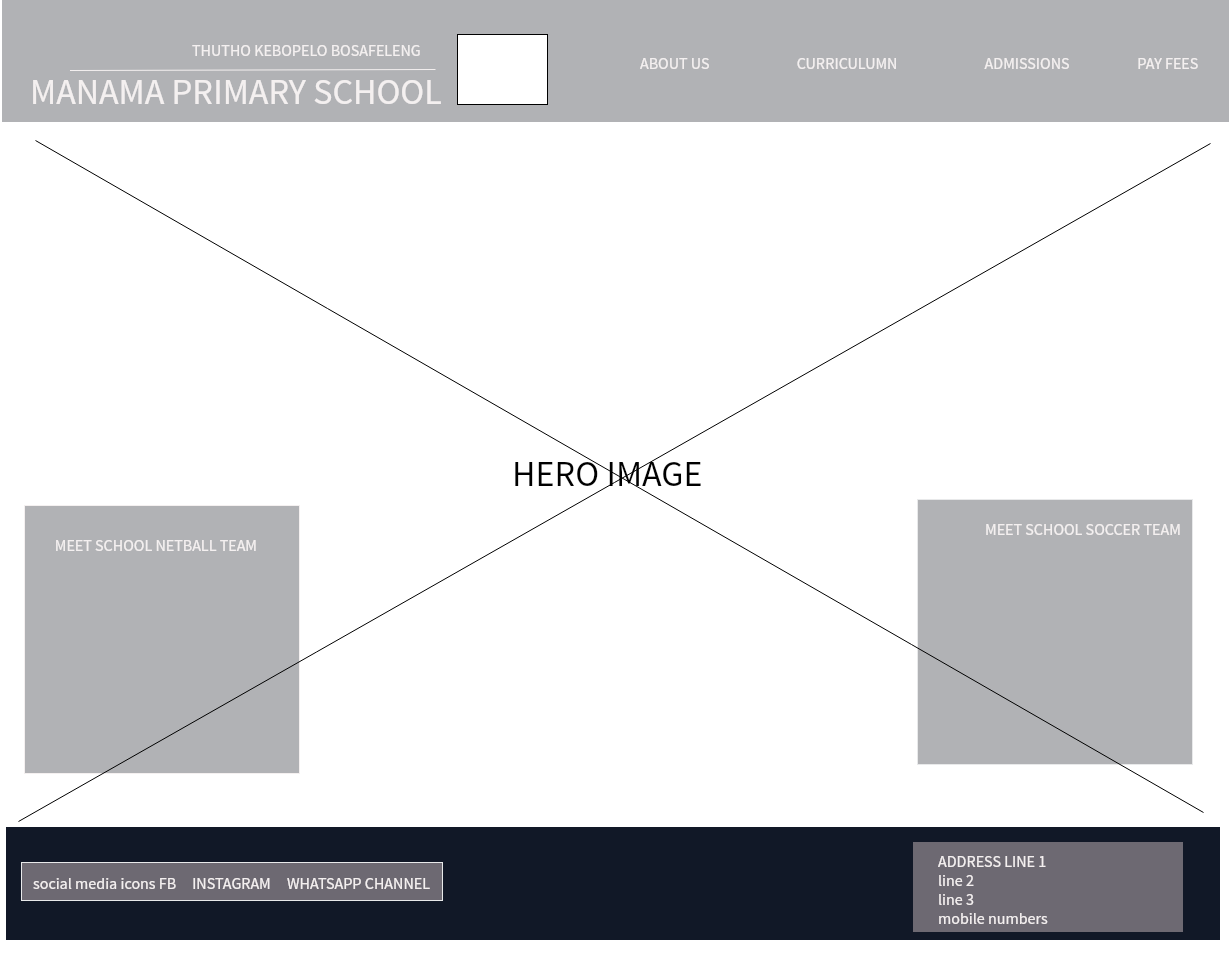 THUTHO KEBOPELO BOSAFELENG
MANAMA PRIMARY SCHOOL
ABOUT US
CURRICULUMN
ADMISSIONS
PAY FEES
HERO IMAGE
MEET SCHOOL NETBALL TEAM
MEET SCHOOL SOCCER TEAM
social media icons FB INSTAGRAM WHATSAPP CHANNEL
ADDRESS LINE 1
line 2
line 3
mobile numbers